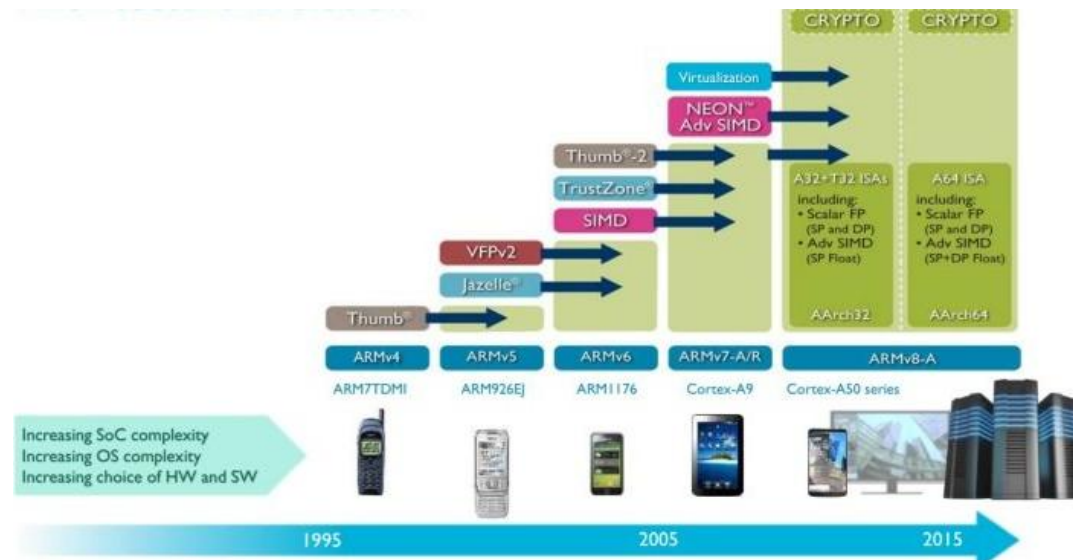 CRYPTO
CRYPTO
Virtualization
NEON™
Adv SIMD
Thumb®-2
TrustZone®
SIMD
VFPv2
Jazelle®
Thumb®
A32+T32 ISAs
including:
• Scalar FP
(SP and DP)
• Adv SIMD
(SP Float)
AArch32
A64 ISA
including:
• Scalar FP
(SP and DP)
• Adv SIMD
(SP+DP Float)
AArch64
ARMv4
ARMv5
ARMv6
ARMv7-A/R
ARMv8-A
ARM7TDMI
ARM926EJ
ARM1176
Cortex-A9
Cortex-A50 series
Increasing SoC complexity
Increasing OS complexity
Increasing choice of HW and SW
1995
2005
2015